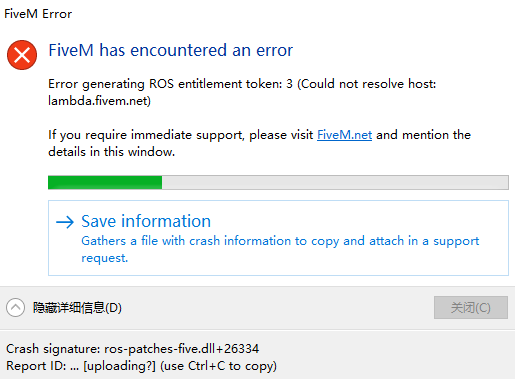 FiveM Error
FiveM has encountered an error
Error generating ROS entitlement token: 3 (Could not resolve host:
lambda.fivem.net)
If you require immediate support, please visit FiveM.net and mention the
details in this window.
Save information
Gathers a file with crash information to copy and attach in a support
request.
隐藏详细信息(D)
关闭(C)
Crash signature: ros-patches-five.dll+26334
Report ID: ... [uploading?] (use Ctrl+C to copy)